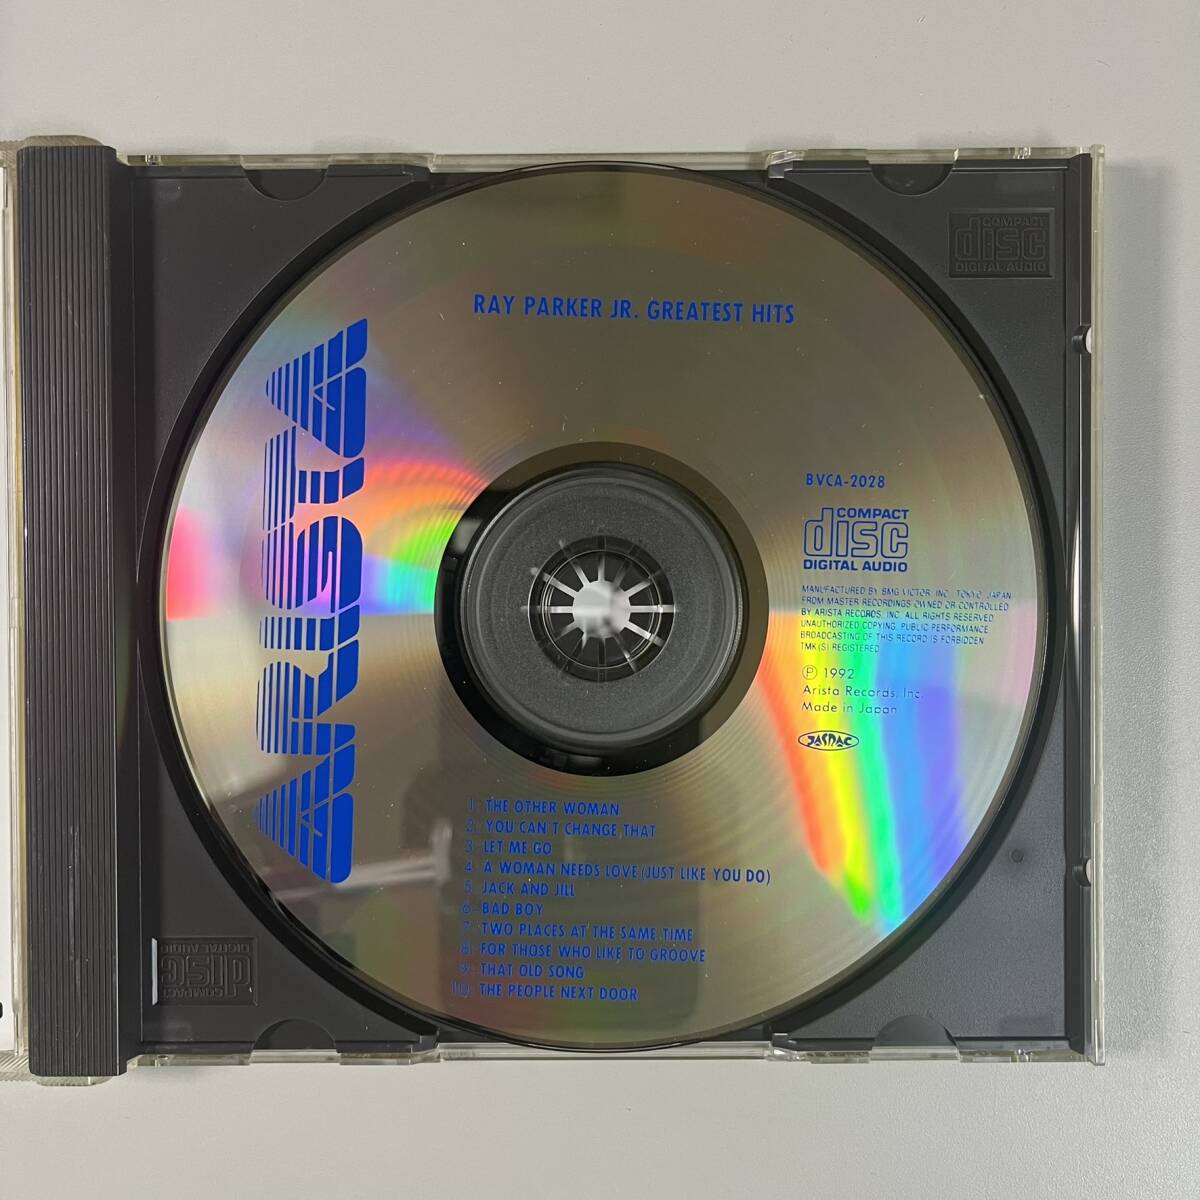 RAY PARKER JR. GREATEST HITS
ARISTA
BVCA-2028
COMPACT
disc
DIGITAL AUDIO
MANUFACTURED BY BMG VICTOR, INC. TOKYO, JAPAN
FROM MASTER RECORDINGS OWNED OR CONTROLLED
BY ARISTA RECORDS, INC. ALL RIGHTS RESERVED
UNAUTHORIZED COPYING, PUBLIC PERFORMANCE
BROADCASTING OF THIS RECORD IS FORBIDDEN
TMK(S) REGISTERED
Ⓟ 1992
Arista Records, Inc.
Made in Japan
JASRAC
1. THE OTHER WOMAN
2. YOU CAN'T CHANGE THAT
3. LET ME GO
4. A WOMAN NEEDS LOVE (JUST LIKE YOU DO)
5. JACK AND JILL
6. BAD BOY
7. TWO PLACES AT THE SAME TIME
8. FOR THOSE WHO LIKE TO GROOVE
9. THAT OLD SONG
10. THE PEOPLE NEXT DOOR
COMPACT
disc
DIGITAL AUDIO
COMPACT
disc
DIGITAL AUDIO